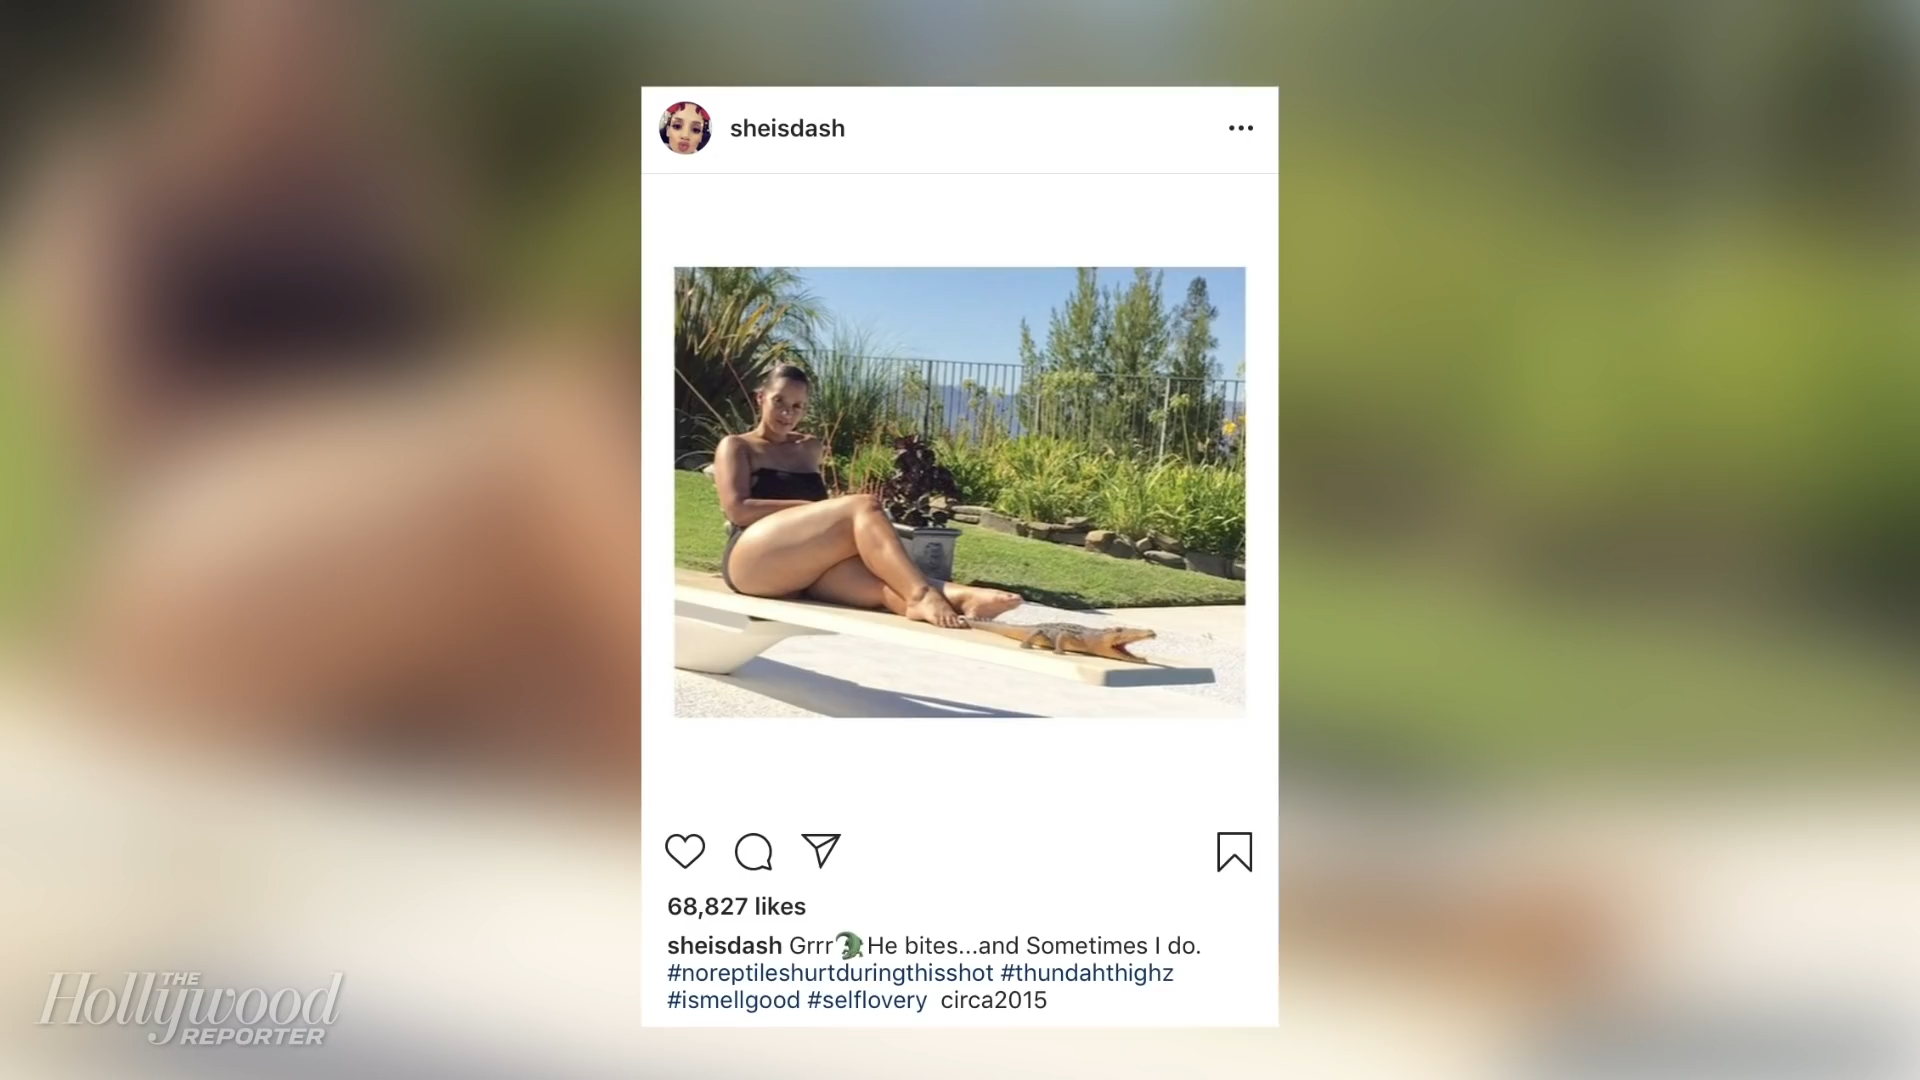 sheisdash
68,827 likes
sheisdash Grrr🐊He bites...and Sometimes I do.
#noreptileshurtduringthisshot #thundahthighz
#ismellgood #selflovery circa2015
THE
Hollywood
REPORTER